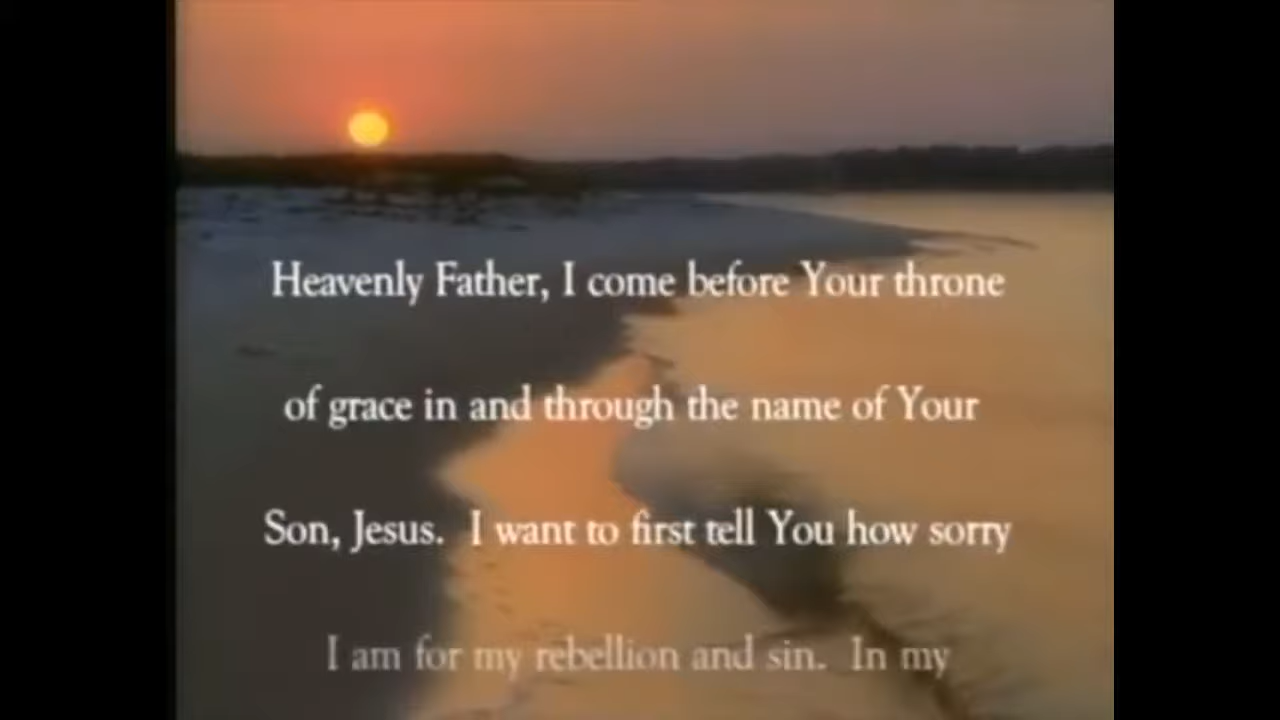 Heavenly Father, I come before Your throne
of grace in and through the name of Your
Son, Jesus. I want to first tell You how sorry
I am for my rebellion and sin. In my